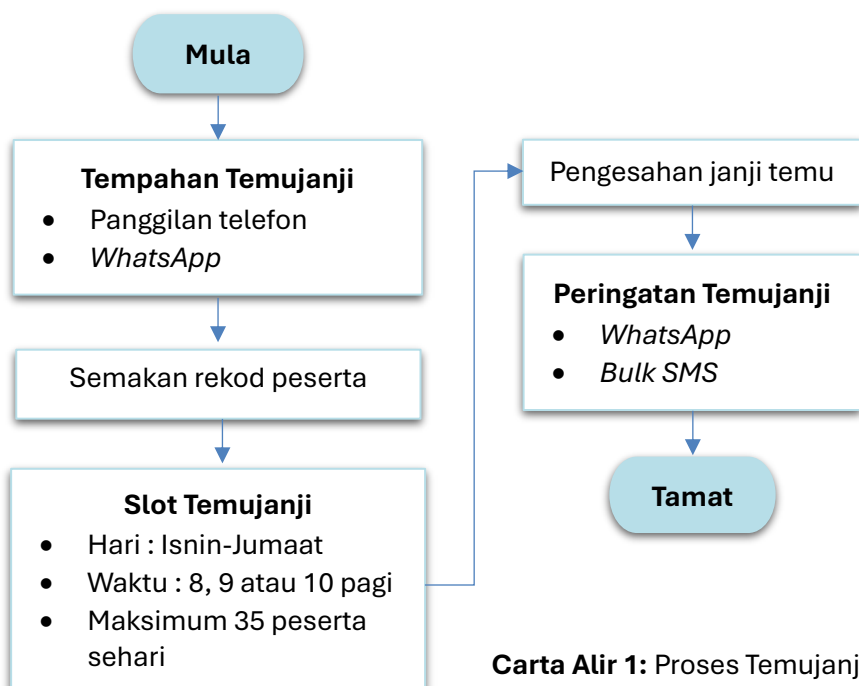 Mula
Tempahan Temujanji
• Panggilan telefon
• WhatsApp
Semakan rekod peserta
Slot Temujanji
• Hari : Isnin-Jumaat
• Waktu : 8, 9 atau 10 pagi
• Maksimum 35 peserta
sehari
Pengesahan janji temu
Peringatan Temujanji
• WhatsApp
• Bulk SMS
Tamat
Carta Alir 1: Proses Temujanj